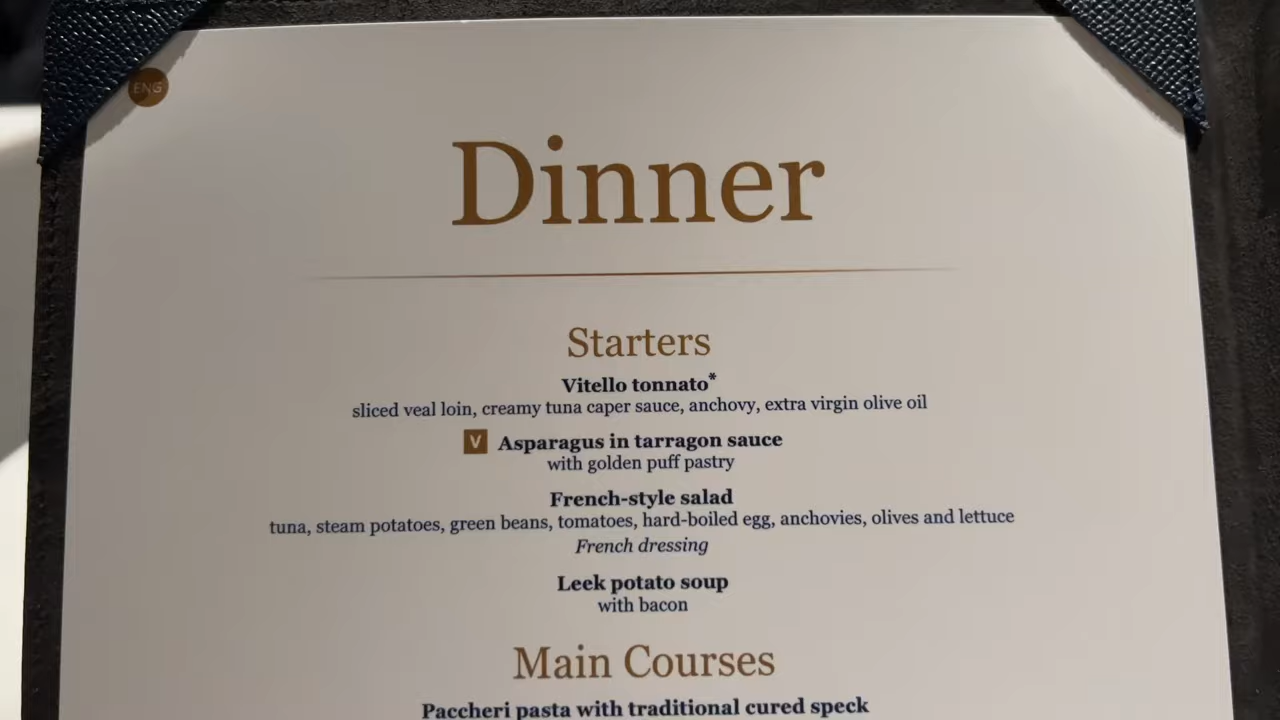 ENG
Dinner
Starters
Vitello tonnato*
sliced veal loin, creamy tuna caper sauce, anchovy, extra virgin olive oil
V Asparagus in tarragon sauce
with golden puff pastry
French-style salad
tuna, steam potatoes, green beans, tomatoes, hard-boiled egg, anchovies, olives and lettuce
French dressing
Leek potato soup
with bacon
Main Courses
Paccheri pasta with traditional cured speck